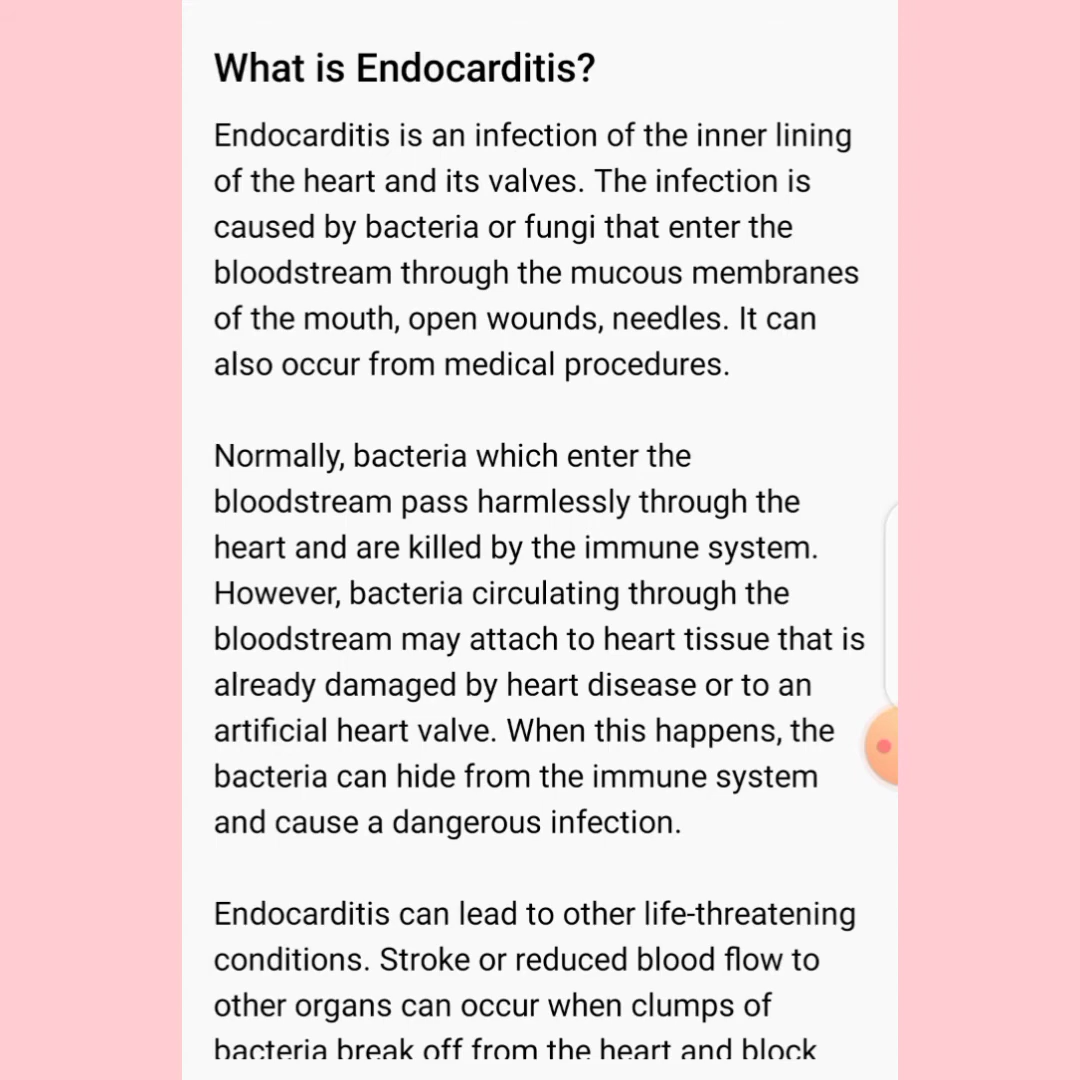 What is Endocarditis?
Endocarditis is an infection of the inner lining
of the heart and its valves. The infection is
caused by bacteria or fungi that enter the
bloodstream through the mucous membranes
of the mouth, open wounds, needles. It can
also occur from medical procedures.
Normally, bacteria which enter the
bloodstream pass harmlessly through the
heart and are killed by the immune system.
However, bacteria circulating through the
bloodstream may attach to heart tissue that is
already damaged by heart disease or to an
artificial heart valve. When this happens, the
bacteria can hide from the immune system
and cause a dangerous infection.
Endocarditis can lead to other life-threatening
conditions. Stroke or reduced blood flow to
other organs can occur when clumps of
bacteria break off from the heart and block